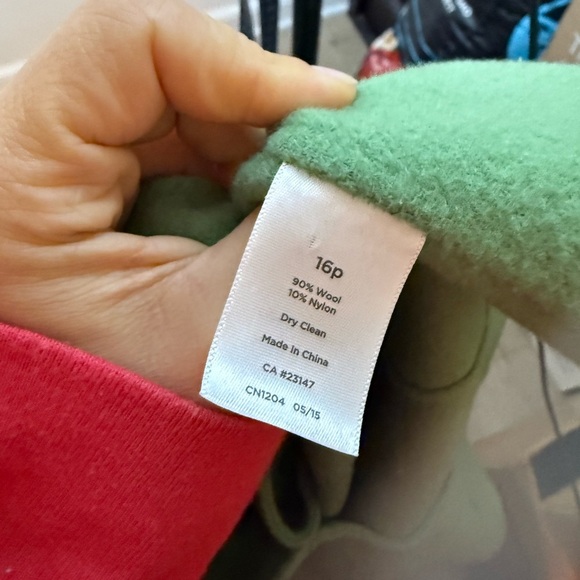 16p
90% Wool
10% Nylon
Dry Clean
Made In China
CA #23147
CN1204 05/15